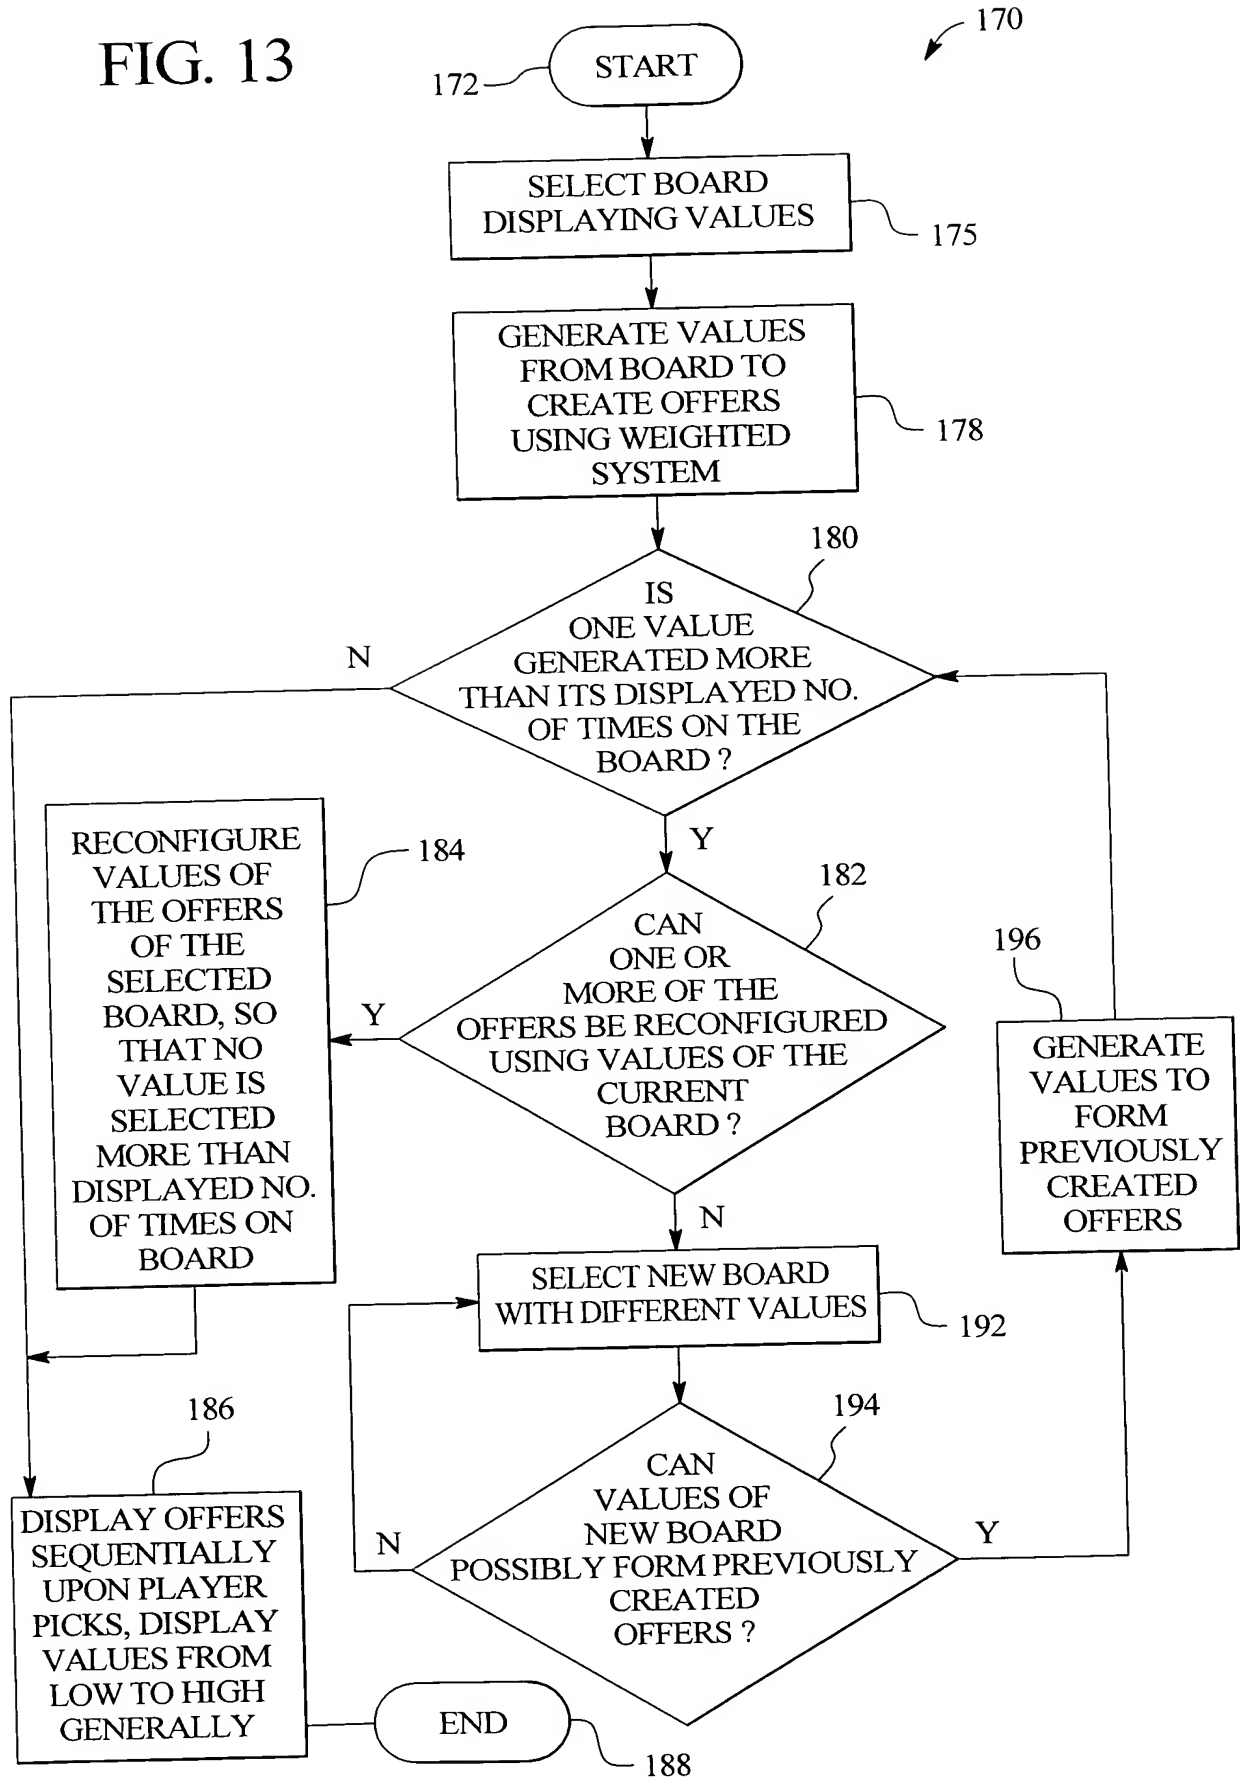 FIG. 13
170
172
START
SELECT BOARD
DISPLAYING VALUES
175
GENERATE VALUES
FROM BOARD TO
CREATE OFFERS
USING WEIGHTED
SYSTEM
178
180
IS
ONE VALUE
GENERATED MORE
THAN ITS DISPLAYED NO.
OF TIMES ON THE
BOARD ?
N
Y
RECONFIGURE
VALUES OF
THE OFFERS
OF THE
SELECTED
BOARD, SO
THAT NO
VALUE IS
SELECTED
MORE THAN
DISPLAYED NO.
OF TIMES ON
BOARD
184
182
CAN
ONE OR
MORE OF THE
OFFERS BE RECONFIGURED
USING VALUES OF THE
CURRENT
BOARD ?
Y
N
196
GENERATE
VALUES TO
FORM
PREVIOUSLY
CREATED
OFFERS
SELECT NEW BOARD
WITH DIFFERENT VALUES
192
194
CAN
VALUES OF
NEW BOARD
POSSIBLY FORM PREVIOUSLY
CREATED
OFFERS ?
N
Y
186
DISPLAY OFFERS
SEQUENTIALLY
UPON PLAYER
PICKS, DISPLAY
VALUES FROM
LOW TO HIGH
GENERALLY
END
188